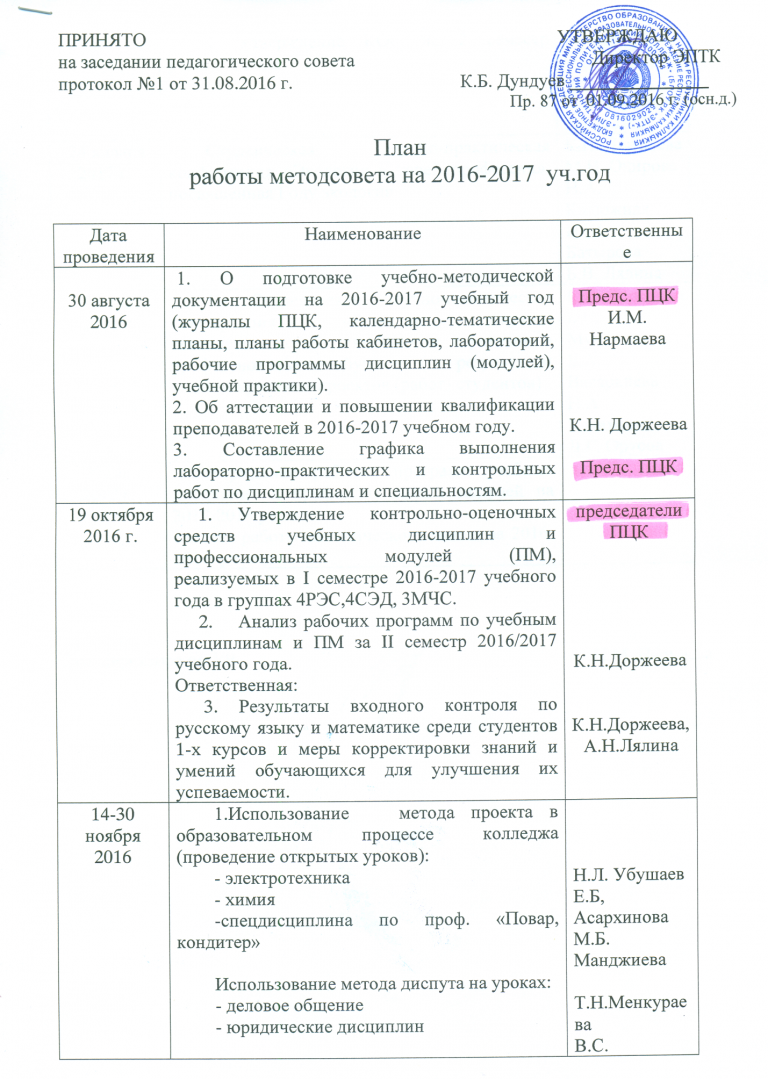 ПРИНЯТО
на заседании педагогического совета
протокол №1 от 31.08.2016 г.
УТВЕРЖДАЮ
Директор ЭПТК
К.Б. Дундуев
Пр. 87 от 01.09.2016 г. (осн.д.)
План
работы методсовета на 2016-2017 уч.год
Дата
проведения
Наименование
Ответственны
е
30 августа
2016
1. О подготовке учебно-методической
документации на 2016-2017 учебный год
(журналы ПЦК, календарно-тематические
планы, планы работы кабинетов, лабораторий,
рабочие программы дисциплин (модулей),
учебной практики).
2. Об аттестации и повышении квалификации
преподавателей в 2016-2017 учебном году.
3. Составление графика выполнения
лабораторно-практических и контрольных
работ по дисциплинам и специальностям.
Предс. ПЦК
И.М.
Нармаева
К.Н. Доржеева
Предс. ПЦК
19 октября
2016 г.
1. Утверждение контрольно-оценочных
средств учебных дисциплин и
профессиональных модулей (ПМ),
реализуемых в I семестре 2016-2017 учебного
года в группах 4РЭС,4СЭД, 3МЧС.
2. Анализ рабочих программ по учебным
дисциплинам и ПМ за II семестр 2016/2017
учебного года.
Ответственная:
3. Результаты входного контроля по
русскому языку и математике среди студентов
1-х курсов и меры корректировки знаний и
умений обучающихся для улучшения их
успеваемости.
председатели
ПЦК
К.Н.Доржеева
К.Н.Доржеева,
А.Н.Лялина
14-30
ноября
2016
1.Использование метода проекта в
образовательном процессе колледжа
(проведение открытых уроков):
- электротехника
- химия
-спецдисциплина по проф. «Повар,
кондитер»
Использование метода диспута на уроках:
- деловое общение
- юридические дисциплин
Н.Л. Убушаев
Е.Б,
Асархинова
М.Б.
Манджиева
Т.Н.Менкурае
ва
В.С.